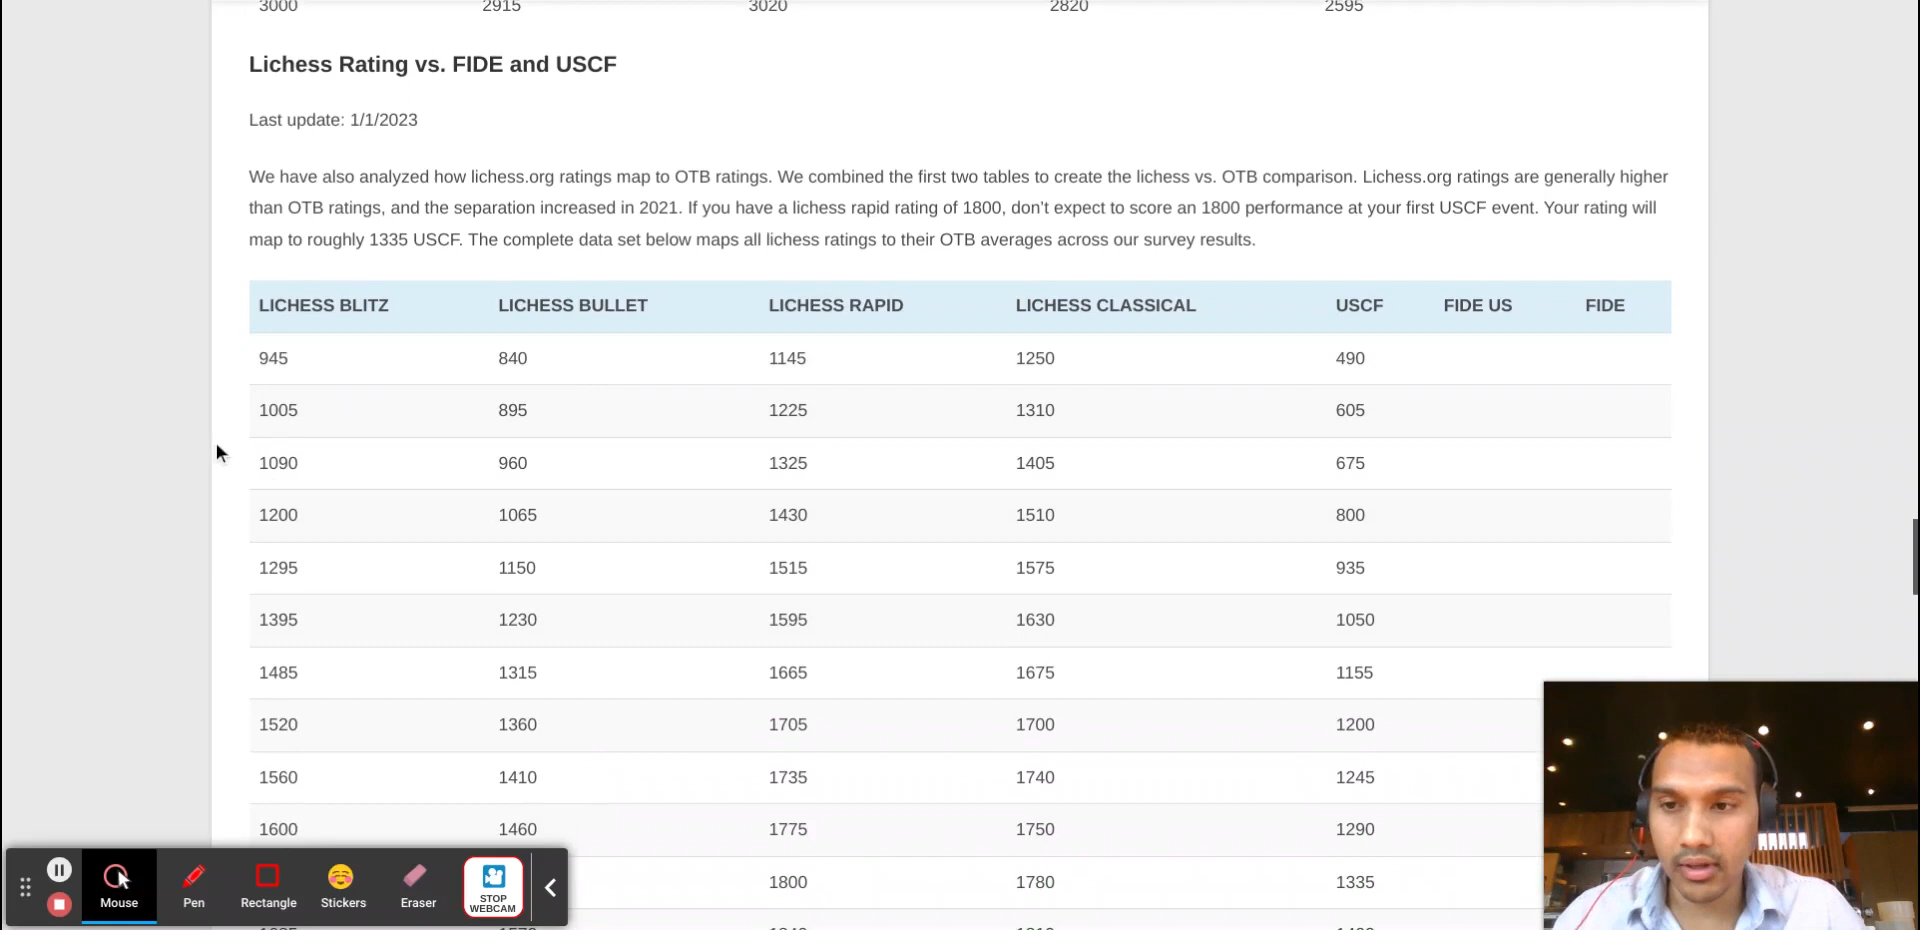 3000 2915 3020 2820 2595
Lichess Rating vs. FIDE and USCF
Last update: 1/1/2023
We have also analyzed how lichess.org ratings map to OTB ratings. We combined the first two tables to create the lichess vs. OTB comparison. Lichess.org ratings are generally higher
than OTB ratings, and the separation increased in 2021. If you have a lichess rapid rating of 1800, don’t expect to score an 1800 performance at your first USCF event. Your rating will
map to roughly 1335 USCF. The complete data set below maps all lichess ratings to their OTB averages across our survey results.
LICHESS BLITZ LICHESS BULLET LICHESS RAPID LICHESS CLASSICAL USCF FIDE US FIDE
945 840 1145 1250 490
1005 895 1225 1310 605
1090 960 1325 1405 675
1200 1065 1430 1510 800
1295 1150 1515 1575 935
1395 1230 1595 1630 1050
1485 1315 1665 1675 1155
1520 1360 1705 1700 1200
1560 1410 1735 1740 1245
1600 1460 1775 1750 1290
1800 1780 1335
Mouse Pen Rectangle Stickers Eraser STOP
WEBCAM